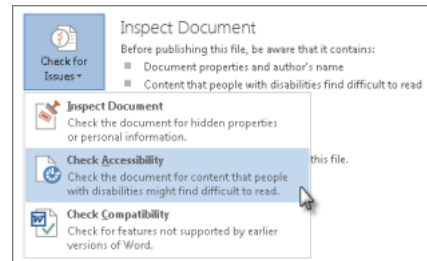 Inspect Document
Before publishing this file, be aware that it contains:
Document properties and author's name
Content that people with disabilities find difficult to read
Check for
Issues
Inspect Document
Check the document for hidden properties
or personal information.
Check Accessibility
Check the document for content that people
with disabilities might find difficult to read.
this file.
Check Compatibility
Check for features not supported by earlier
versions of Word.